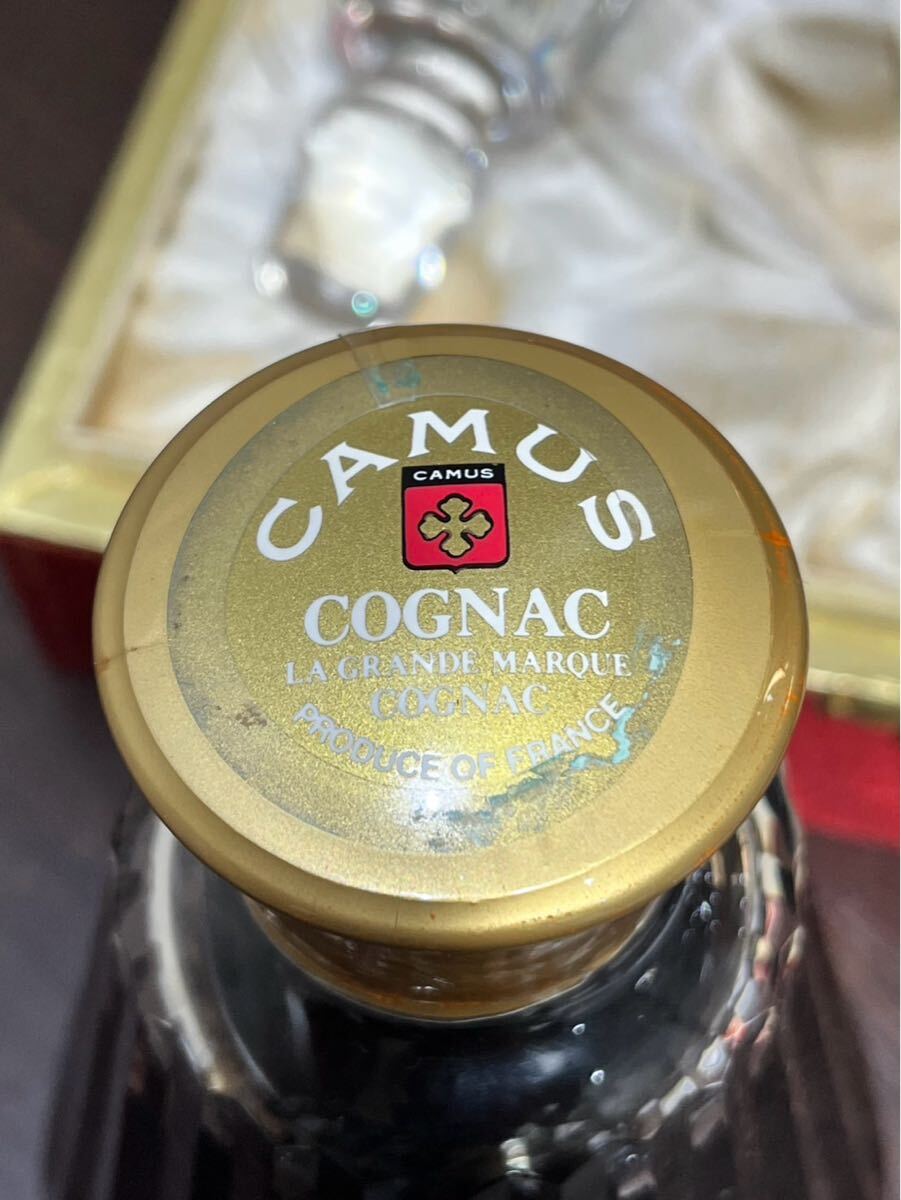 CAMUS
CAMUS
COGNAC
LA GRANDE MARQUE
COGNAC
PRODUCE OF FRANCE